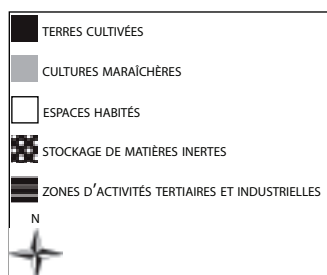 TERRES CULTIVÉES
CULTURES MARAÎCHÈRES
ESPACES HABITÉS
STOCKAGE DE MATIÈRES INERTES
ZONES D'ACTIVITÉS TERTIAIRES ET INDUSTRIELLES
N